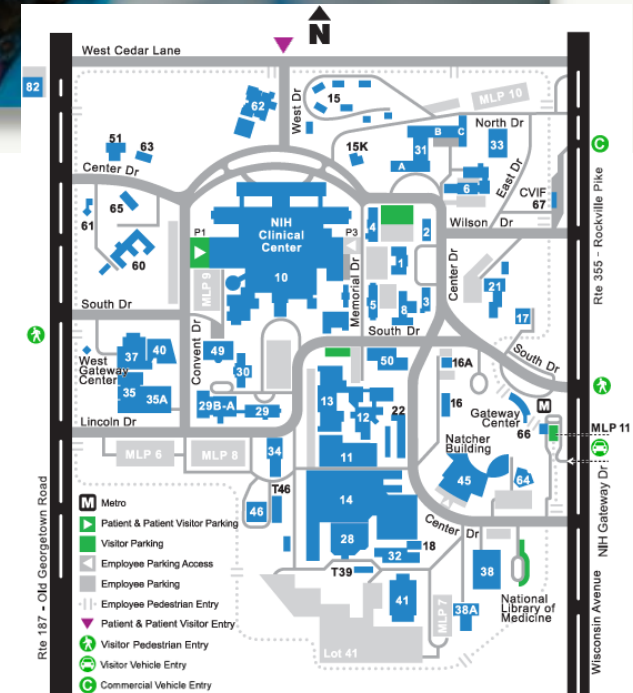 N
West Cedar Lane
82
West Dr
15
MLP 10
62
North Dr
B
C
51
63
15K
31
33
A
Center Dr
East Dr
C
6
CVIF
67
65
61
NIH
Clinical
Center
10
P1
P3
4
2
Wilson Dr
60
1
Rte 355 - Rockville Pike
MLP 9
Memorial Dr
Center Dr
21
5
8
3
South Dr
South Dr
17
Convent Dr
49
50
South Dr
37
40
West
Gateway
Center
30
16A
35
35A
13
12
22
16
29B-A
29
Gateway
Center
M
MLP 11
66
Lincoln Dr
Natcher
Building
MLP 6
MLP 8
34
11
45
64
T46
46
14
NIH Gateway Dr
Center Dr
28
18
32
T39
38
41
MLP 7
38A
National
Library of
Medicine
Lot 41
Rte 187 - Old Georgetown Road
Wisconsin Avenue
M Metro
Patient & Patient Visitor Parking
Visitor Parking
Employee Parking Access
Employee Parking
Employee Pedestrian Entry
Patient & Patient Visitor Entry
Visitor Pedestrian Entry
Visitor Vehicle Entry
C Commercial Vehicle Entry